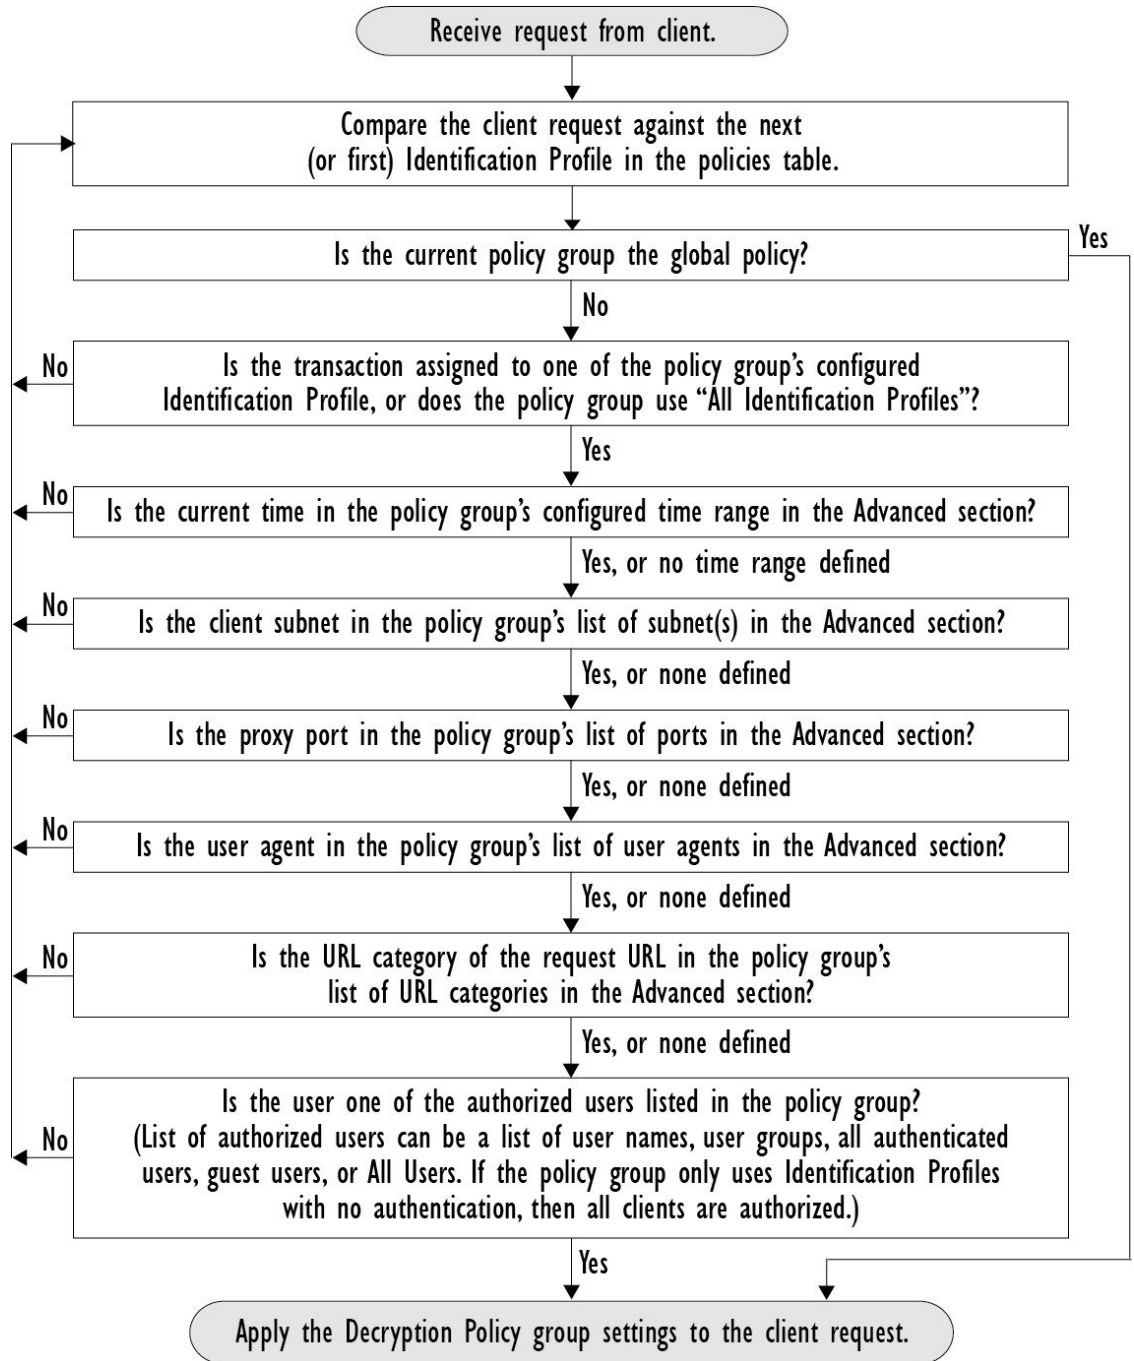 Receive request from client.
Compare the client request against the next
(or first) Identification Profile in the policies table.
Is the current policy group the global policy?
Yes
No
Is the transaction assigned to one of the policy group's configured
Identification Profile, or does the policy group use “All Identification Profiles”?
No
Yes
Is the current time in the policy group's configured time range in the Advanced section?
No
Yes, or no time range defined
Is the client subnet in the policy group's list of subnet(s) in the Advanced section?
No
Yes, or none defined
Is the proxy port in the policy group's list of ports in the Advanced section?
No
Yes, or none defined
Is the user agent in the policy group's list of user agents in the Advanced section?
No
Yes, or none defined
Is the URL category of the request URL in the policy group's
list of URL categories in the Advanced section?
No
Yes, or none defined
Is the user one of the authorized users listed in the policy group?
(List of authorized users can be a list of user names, user groups, all authenticated
users, guest users, or All Users. If the policy group only uses Identification Profiles
with no authentication, then all clients are authorized.)
No
Yes
Apply the Decryption Policy group settings to the client request.